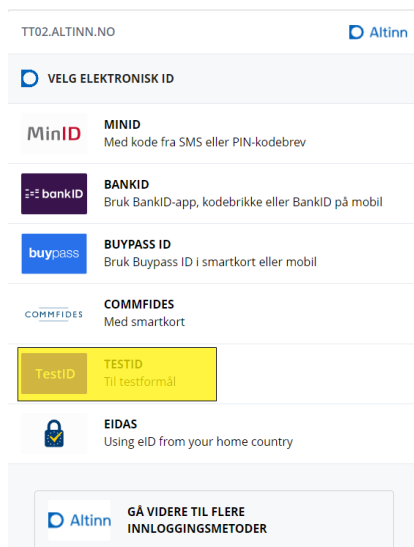 TT02.ALTINN.NO
Altinn
VELG ELEKTRONISK ID
MinID
MINID
Med kode fra SMS eller PIN-kodebrev
bankID
BANKID
Bruk BankID-app, kodebrikke eller BankID på mobil
buypass
BUYPASS ID
Bruk Buypass ID i smartkort eller mobil
COMMFIDES
COMMFIDES
Med smartkort
TestID
TESTID
Til testformål
EIDAS
Using eID from your home country
Altinn
GÅ VIDERE TIL FLERE
INNLOGGINGSMETODER